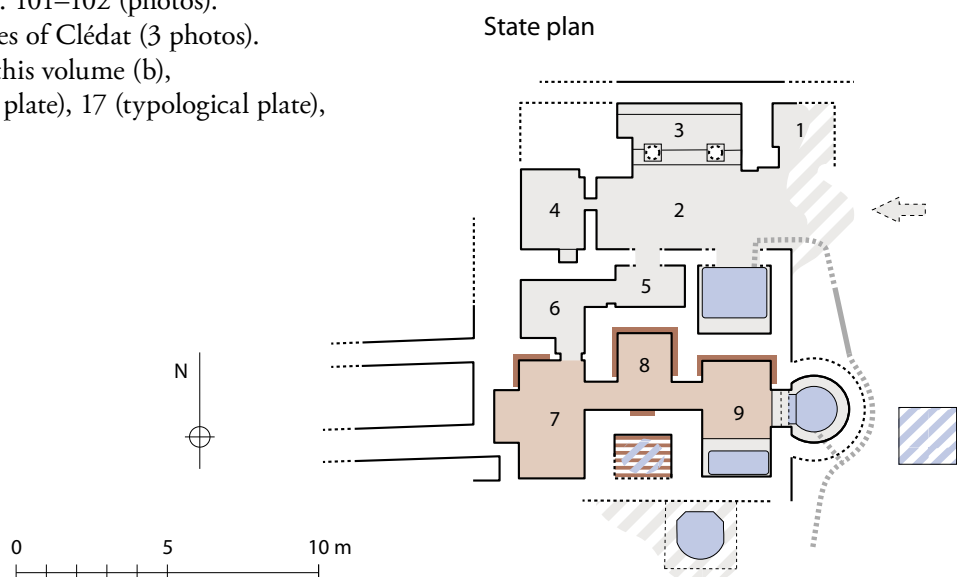 . 101–102 (photos).
es of Clédat (3 photos).
this volume (b),
plate), 17 (typological plate),
State plan
1
3
4
2
5
6
8
7
9
N
0 5 10 m